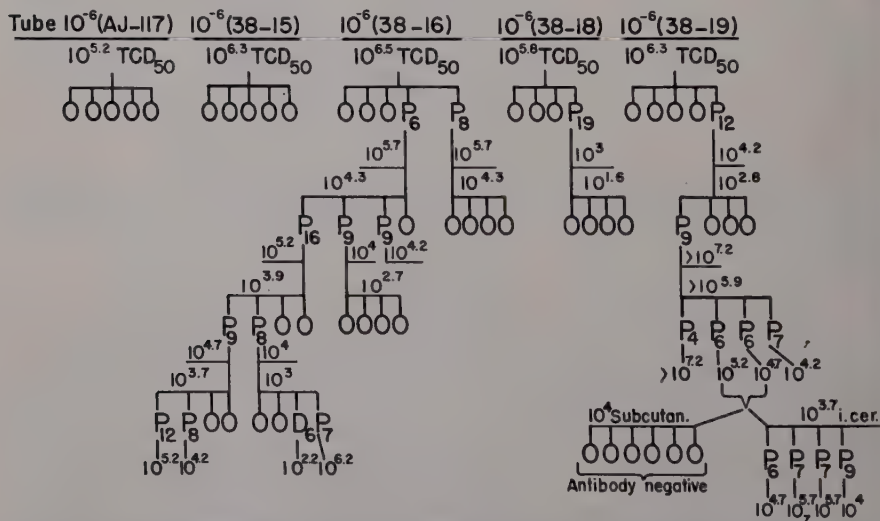 Tube 10^-6(AJ-117) 10^-6(38-15) 10^-6(38-16) 10^-6(38-18) 10^-6(38-19)
10^5.2 TCD50 10^6.3 TCD50 10^6.5 TCD50 10^5.8 TCD50 10^6.3 TCD50
O O O O O O O O O O O O O O P6 P8 O O O P19 O O O O P12
10^5.7 10^5.7 10^3 10^4.2
10^4.3 10^4.3 10^1.6 10^2.8
P16 P9 P9 O O O O O O O O O P9 O O O
10^5.2 10^4 10^4.2 >10^7.2
10^3.9 10^2.7 >10^5.9
P9 P8 O O O O O O P4 P6 P6 P7
10^4.7 10^4 >10^7.2 10^5.2 10^4.7 10^4.2
10^3.7 10^3 10^4 Subcutan. 10^3.7 i.cer.
P12 P8 O O O O D6 P7 O O O O O O P6 P7 P7 P9
10^5.2 10^4.2 10^2.2 10^6.2 Antibody negative 10^4.7 10^5.7 10^5.7 10^4
7